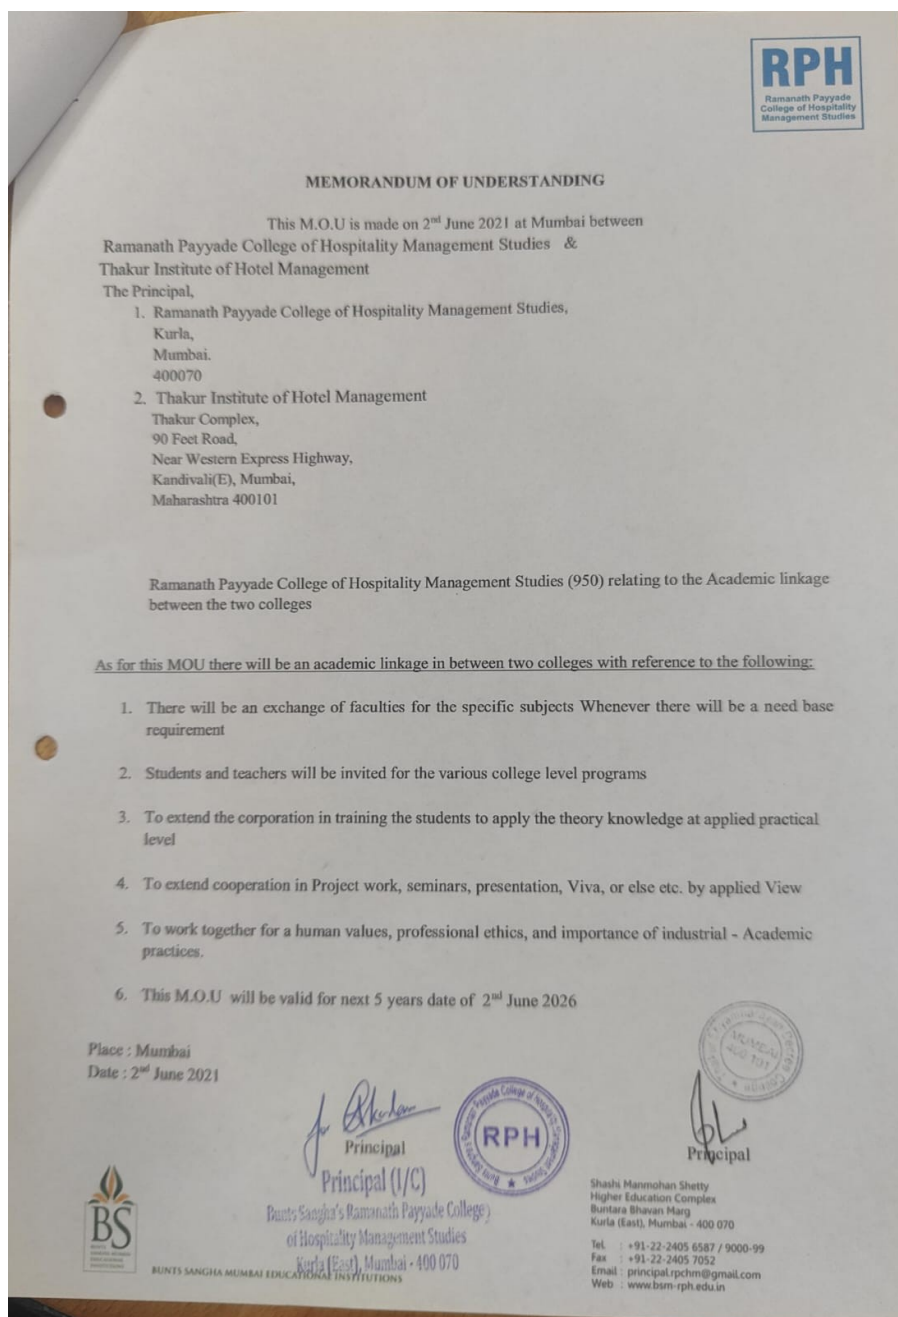 RPH
Ramanath Payyade
College of Hospitality
Management Studies
MEMORANDUM OF UNDERSTANDING
This M.O.U is made on 2nd June 2021 at Mumbai between
Ramanath Payyade College of Hospitality Management Studies &
Thakur Institute of Hotel Management
The Principal,
1. Ramanath Payyade College of Hospitality Management Studies,
Kurla,
Mumbai.
400070
2. Thakur Institute of Hotel Management
Thakur Complex,
90 Feet Road,
Near Western Express Highway,
Kandivali(E), Mumbai,
Maharashtra 400101
Ramanath Payyade College of Hospitality Management Studies (950) relating to the Academic linkage
between the two colleges
As for this MOU there will be an academic linkage in between two colleges with reference to the following:
1. There will be an exchange of faculties for the specific subjects Whenever there will be a need base
requirement
2. Students and teachers will be invited for the various college level programs
3. To extend the corporation in training the students to apply the theory knowledge at applied practical
level
4. To extend cooperation in Project work, seminars, presentation, Viva, or else etc. by applied View
5. To work together for a human values, professional ethics, and importance of industrial - Academic
practices.
6. This M.O.U will be valid for next 5 years date of 2nd June 2026
Place : Mumbai
Date : 2nd June 2021
MUMBAI
400 101
RPH
Principal
Principal
Principal (I/C)
Bunts Sangha's Ramanath Payyade College
of Hospitality Management Studies
Kurla (East), Mumbai - 400 070
BS
BUNTS SANGHA MUMBAI EDUCATIONAL INSTITUTIONS
Shashi Manmohan Shetty
Higher Education Complex
Buntara Bhavan Marg
Kurla (East), Mumbai - 400 070
Tel. : +91-22-2405 6587 / 9000-99
Fax : +91-22-2405 7052
Email : principal.rpchm@gmail.com
Web : www.bsm-rph.edu.in